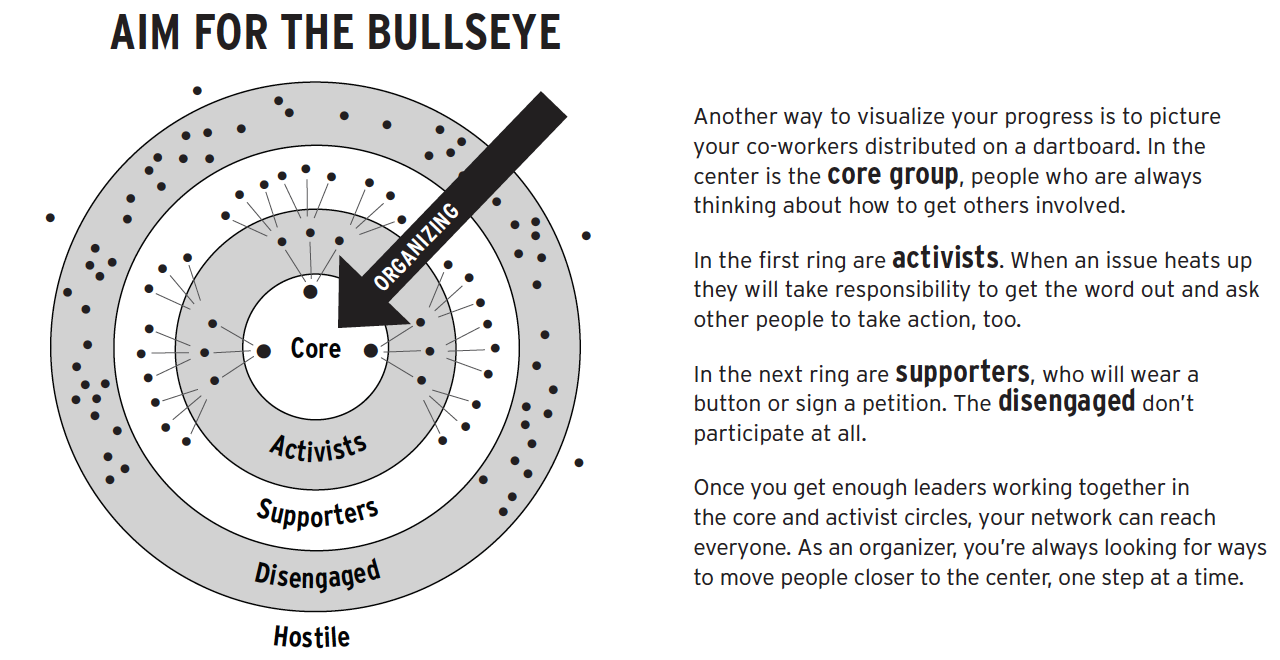 AIM FOR THE BULLSEYE
ORGANIZING
Core
Activists
Supporters
Disengaged
Hostile
Another way to visualize your progress is to picture
your co-workers distributed on a dartboard. In the
center is the core group, people who are always
thinking about how to get others involved.
In the first ring are activists. When an issue heats up
they will take responsibility to get the word out and ask
other people to take action, too.
In the next ring are supporters, who will wear a
button or sign a petition. The disengaged don’t
participate at all.
Once you get enough leaders working together in
the core and activist circles, your network can reach
everyone. As an organizer, you’re always looking for ways
to move people closer to the center, one step at a time.